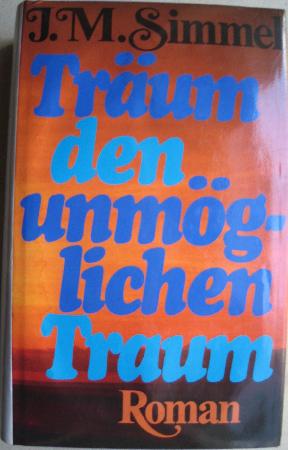 J. M. Simmel
Träum
den
unmög-
lichen
Traum
Roman